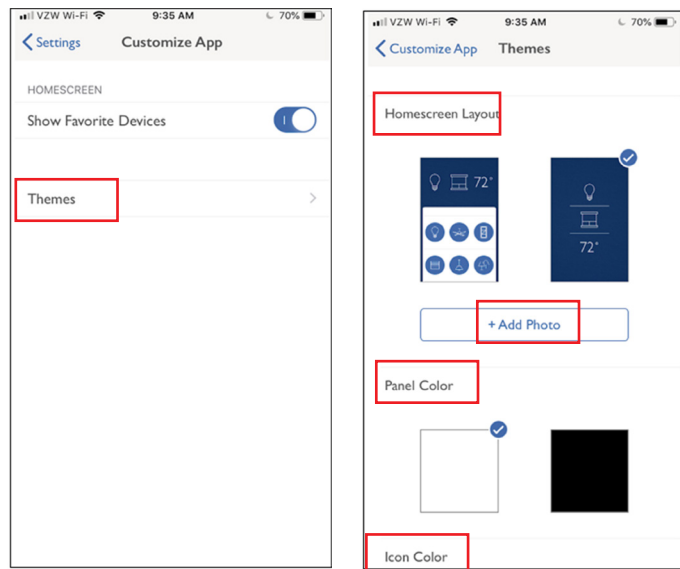 VZW Wi-Fi 9:35 AM 70%
Settings Customize App
HOMESCREEN
Show Favorite Devices
Themes
VZW Wi-Fi 9:35 AM 70%
Customize App Themes
Homescreen Layout
72°
72°
+ Add Photo
Panel Color
Icon Color